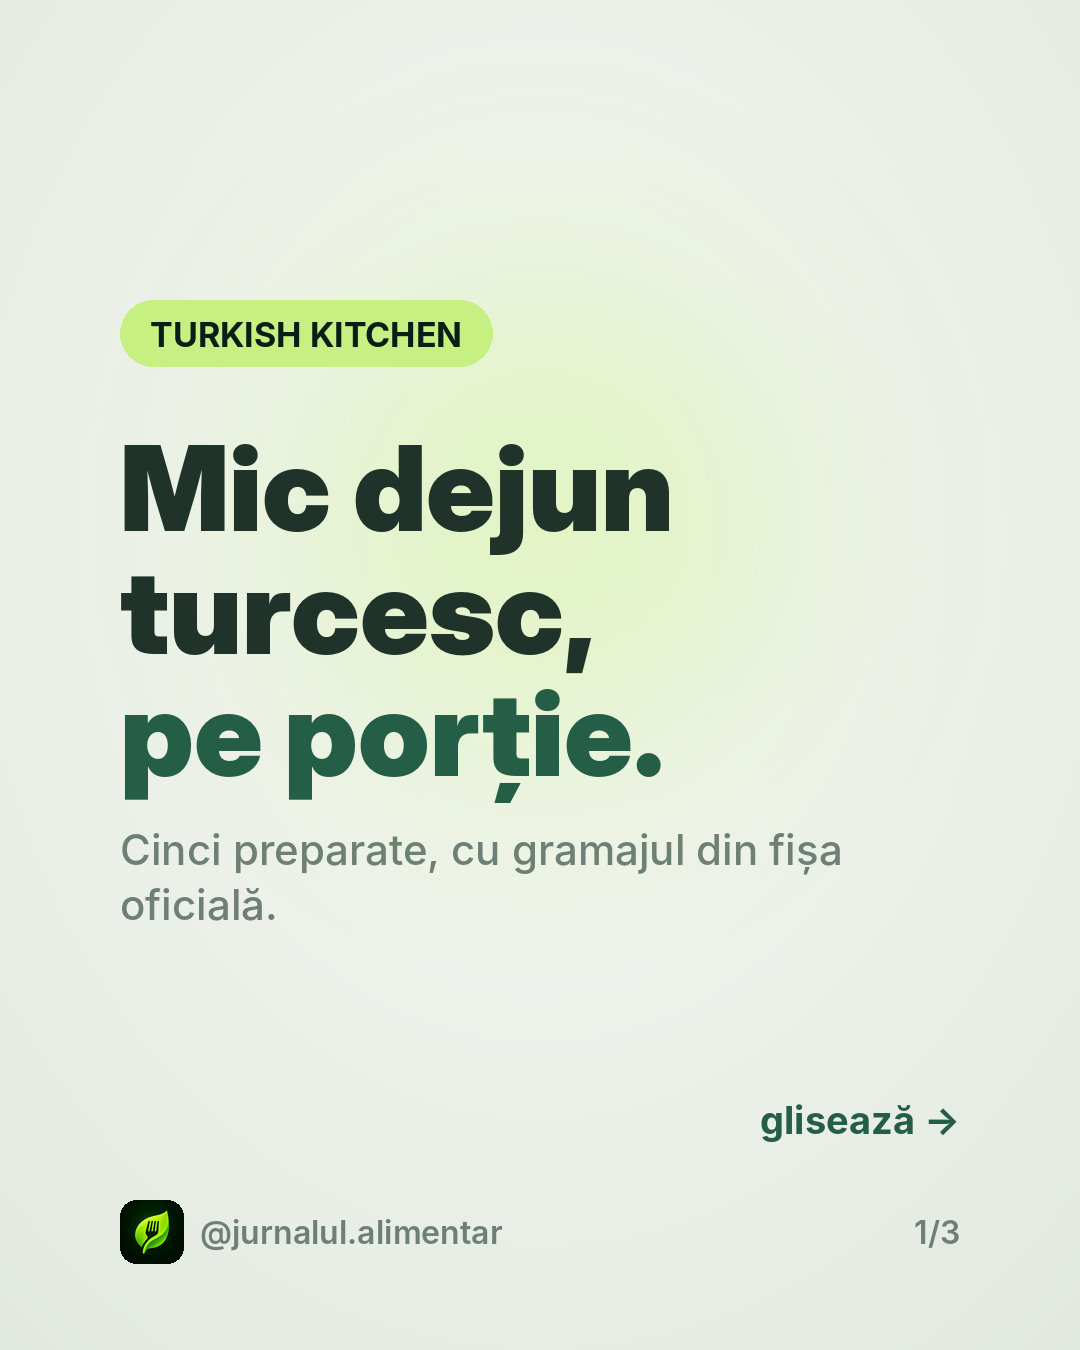 TURKISH KITCHEN
Mic dejun
turcesc,
pe porție.
Cinci preparate, cu gramajul din fișa
oficială.
glisează →
@jurnalul.alimentar
1/3